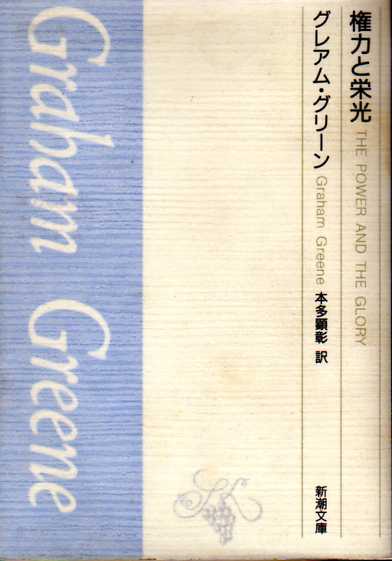 権力と栄光 THE POWER AND THE GLORY
グレアム・グリーン Graham Greene 本多顕彰 訳
新潮文庫
Graham Greene